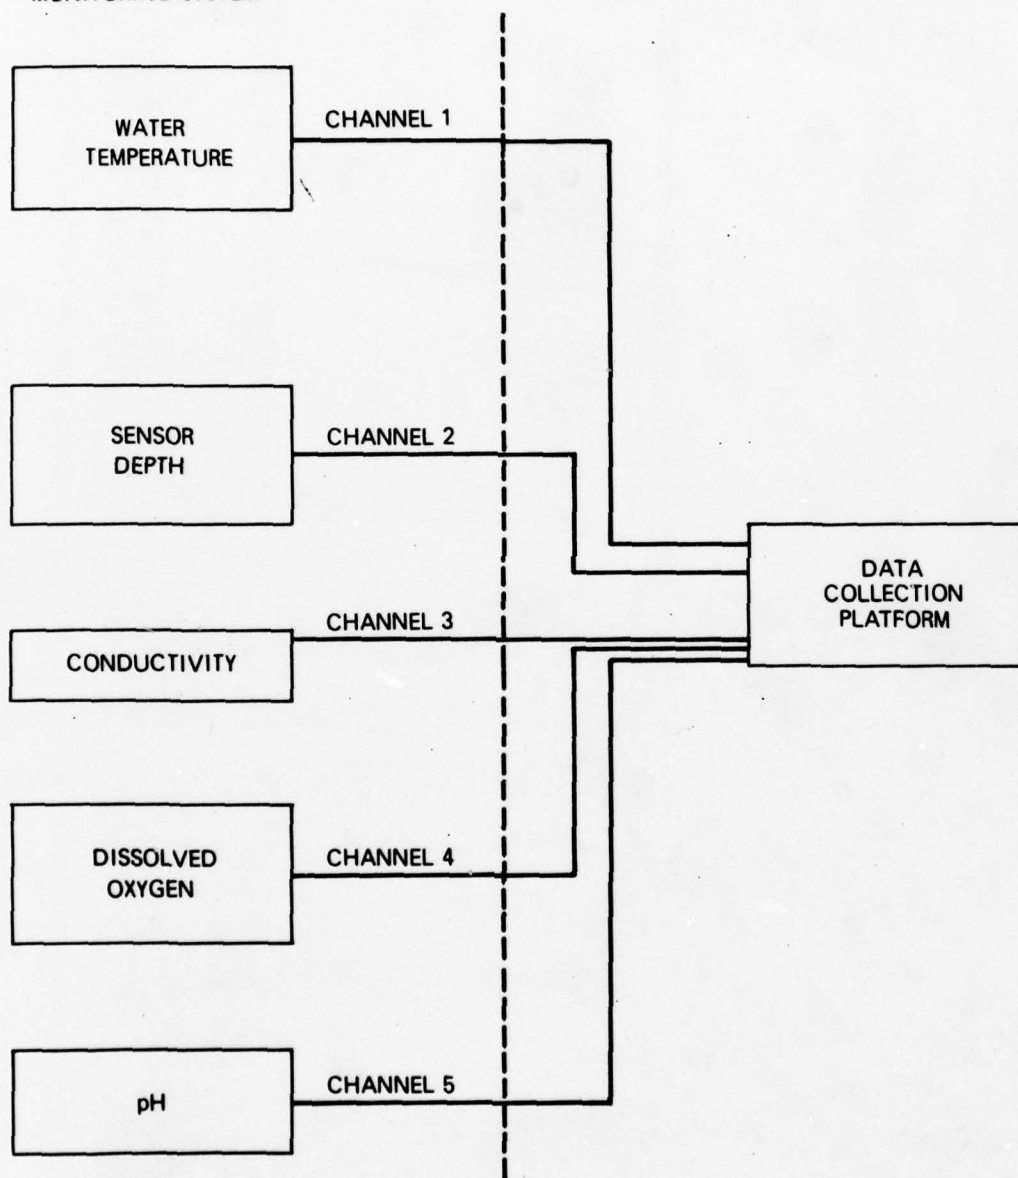 WATER
TEMPERATURE
CHANNEL 1
SENSOR
DEPTH
CHANNEL 2
DATA
COLLECTION
PLATFORM
CHANNEL 3
CONDUCTIVITY
DISSOLVED
OXYGEN
CHANNEL 4
pH
CHANNEL 5